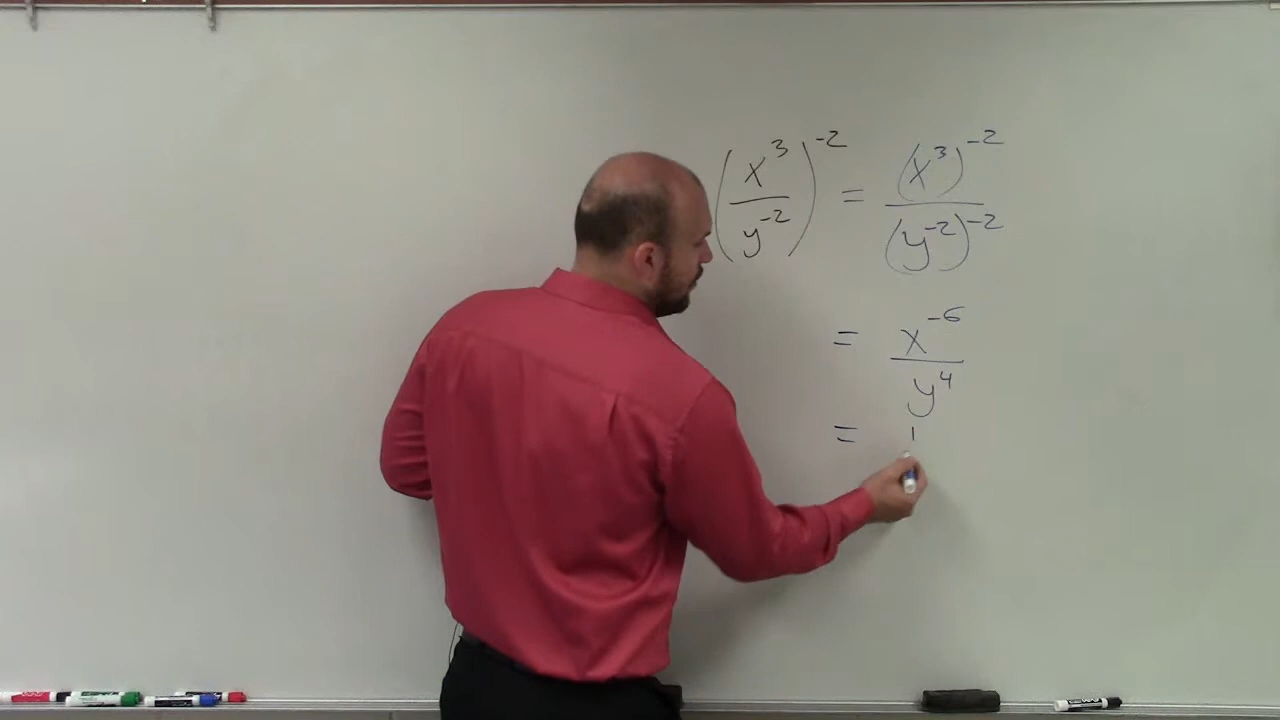 (x^3/y^-2)^-2 = (x^3)^-2/(y^-2)^-2
= x^-6/y^4
= 1